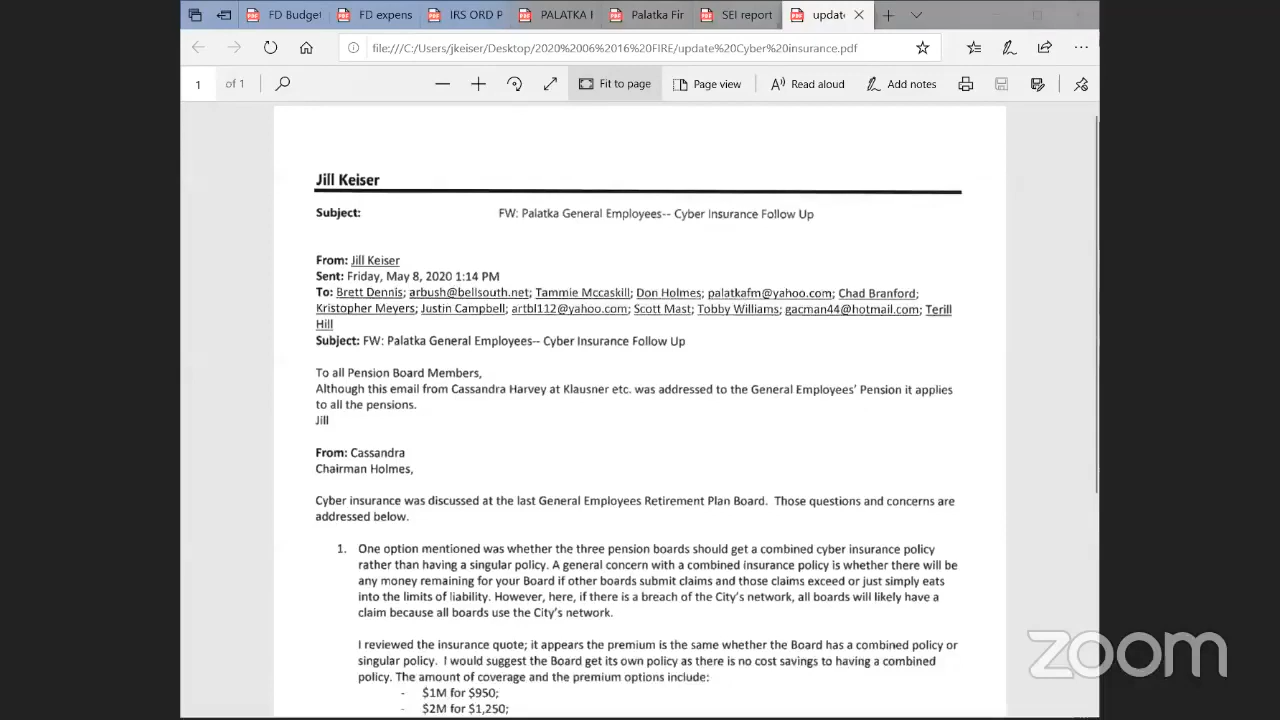 FD Budget
FD expens
IRS ORD P
PALATKA I
Palatka Fir
SEI report
updat
file:///C:/Users/jkeiser/Desktop/2020%2006%2016%20FIRE/update%20Cyber%20insurance.pdf
1 of 1
Fit to page
Page view
Read aloud
Add notes
Jill Keiser
Subject: FW: Palatka General Employees-- Cyber Insurance Follow Up
From: Jill Keiser
Sent: Friday, May 8, 2020 1:14 PM
To: Brett Dennis; arbush@bellsouth.net; Tammie Mccaskill; Don Holmes; palatkafm@yahoo.com; Chad Branford;
Kristopher Meyers; Justin Campbell; artbl112@yahoo.com; Scott Mast; Tobby Williams; gacman44@hotmail.com; Terill
Hill
Subject: FW: Palatka General Employees-- Cyber Insurance Follow Up
To all Pension Board Members,
Although this email from Cassandra Harvey at Klausner etc. was addressed to the General Employees' Pension it applies
to all the pensions.
Jill
From: Cassandra
Chairman Holmes,
Cyber insurance was discussed at the last General Employees Retirement Plan Board. Those questions and concerns are
addressed below.
1. One option mentioned was whether the three pension boards should get a combined cyber insurance policy
rather than having a singular policy. A general concern with a combined insurance policy is whether there will be
any money remaining for your Board if other boards submit claims and those claims exceed or just simply eats
into the limits of liability. However, here, if there is a breach of the City's network, all boards will likely have a
claim because all boards use the City's network.
I reviewed the insurance quote; it appears the premium is the same whether the Board has a combined policy or
singular policy. I would suggest the Board get its own policy as there is no cost savings to having a combined
policy. The amount of coverage and the premium options include:
- $1M for $950;
- $2M for $1,250;
zoom